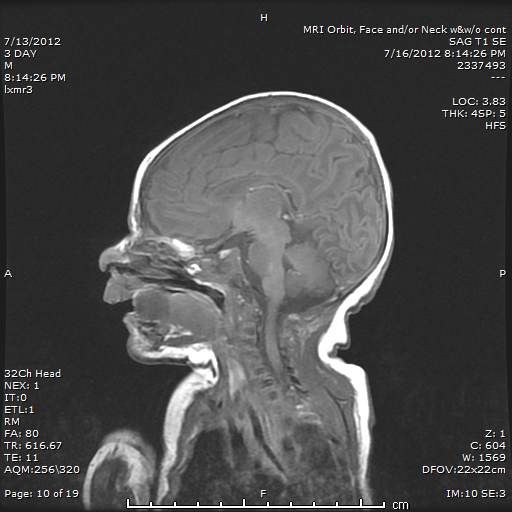 H
7/13/2012
3 DAY
M
8:14:26 PM
lxmr3
MRI Orbit, Face and/or Neck w&w/o cont
SAG T1 SE
7/16/2012 8:14:26 PM
2337493
---
LOC: 3.83
THK: 4SP: 5
HFS
A
P
32Ch Head
NEX: 1
IT:0
ETL:1
RM
FA: 80
TR: 616.67
TE: 11
AQM:256\320
Page: 10 of 19
Z: 1
C: 604
W: 1569
DFOV:22x22cm
IM:10 SE:3
F
cm